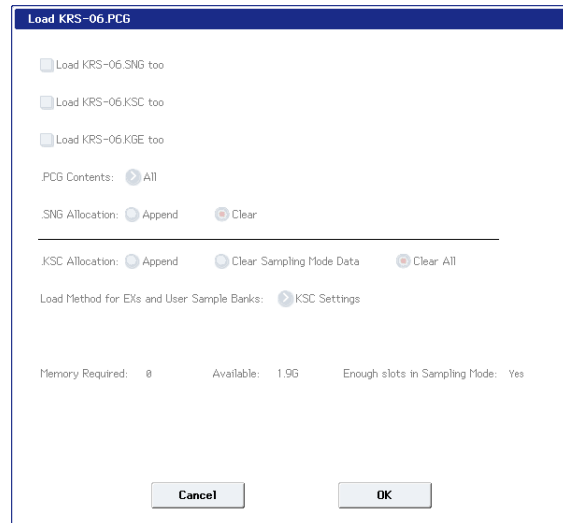 Load KRS-06.PCG
Load KRS-06.SNG too
Load KRS-06.KSC too
Load KRS-06.KGE too
.PCG Contents: All
.SNG Allocation: Append Clear
.KSC Allocation: Append Clear Sampling Mode Data Clear All
Load Method for EXs and User Sample Banks: KSC Settings
Memory Required: 0 Available: 1.9G Enough slots in Sampling Mode: Yes
Cancel OK